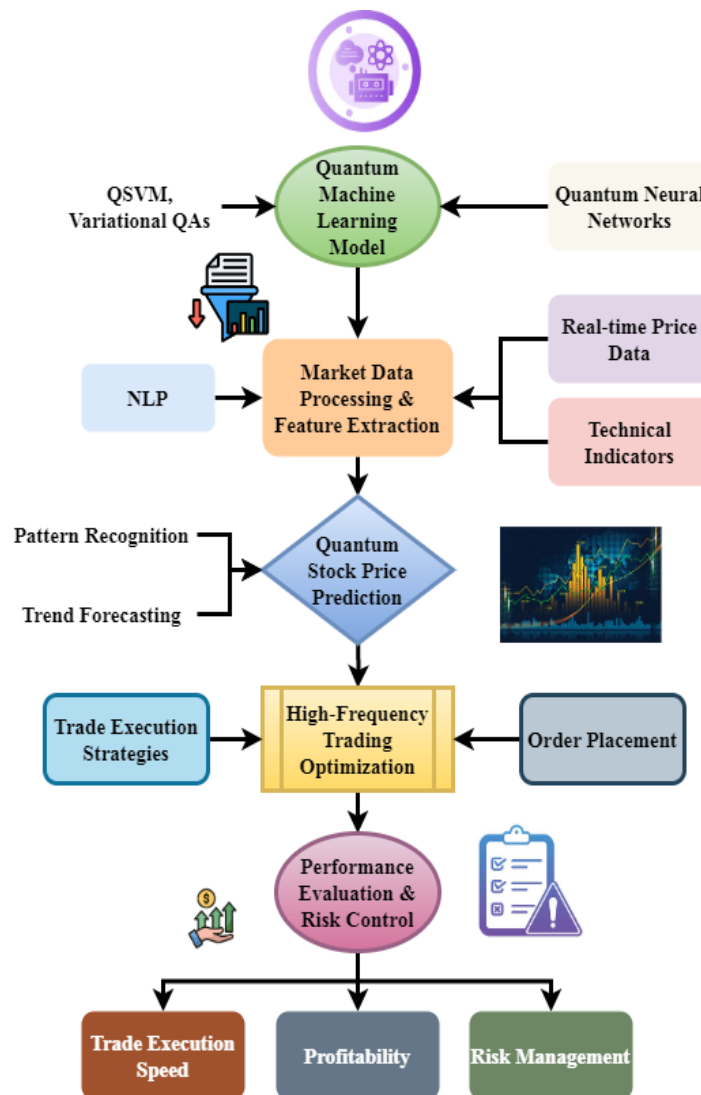 Quantum
Machine
Learning
Model
QSVM,
Variational QAs
Quantum Neural
Networks
Real-time Price
Data
NLP
Market Data
Processing &
Feature Extraction
Technical
Indicators
Pattern Recognition
Trend Forecasting
Quantum
Stock Price
Prediction
Trade Execution
Strategies
High-Frequency
Trading
Optimization
Order Placement
Performance
Evaluation &
Risk Control
Trade Execution
Speed
Profitability
Risk Management